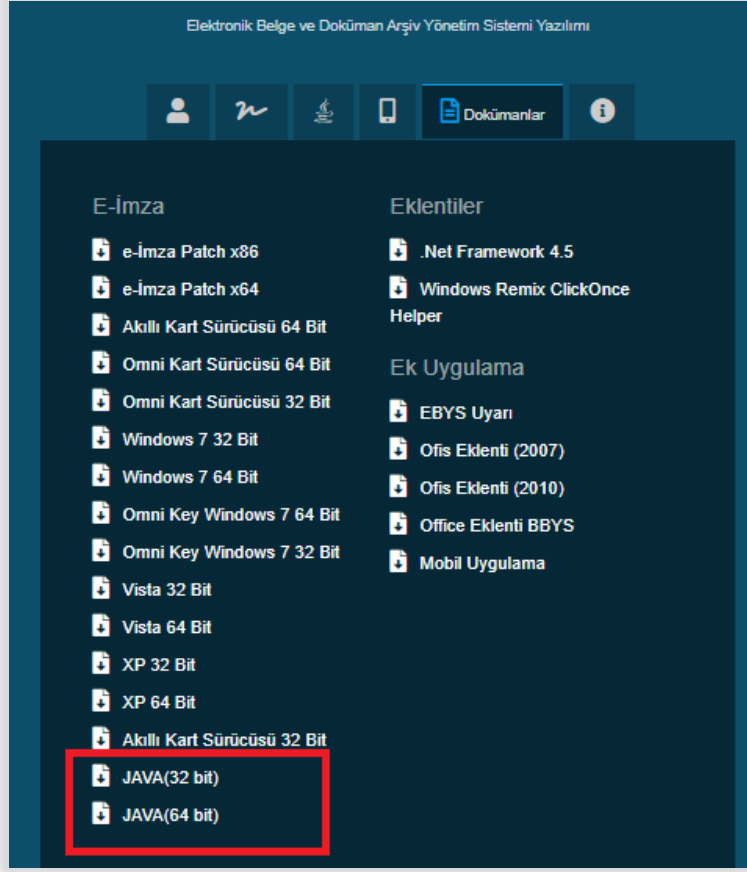 Elektronik Belge ve Doküman Arşiv Yönetim Sistemi Yazılımı
Dokümanlar
E-İmza
e-İmza Patch x86
e-İmza Patch x64
Akıllı Kart Sürücüsü 64 Bit
Omni Kart Sürücüsü 64 Bit
Omni Kart Sürücüsü 32 Bit
Windows 7 32 Bit
Windows 7 64 Bit
Omni Key Windows 7 64 Bit
Omni Key Windows 7 32 Bit
Vista 32 Bit
Vista 64 Bit
XP 32 Bit
XP 64 Bit
Akıllı Kart Sürücüsü 32 Bit
JAVA(32 bit)
JAVA(64 bit)
Eklentiler
.Net Framework 4.5
Windows Remix ClickOnce
Helper
Ek Uygulama
EBYS Uyarı
Ofis Eklenti (2007)
Ofis Eklenti (2010)
Office Eklenti BBYS
Mobil Uygulama